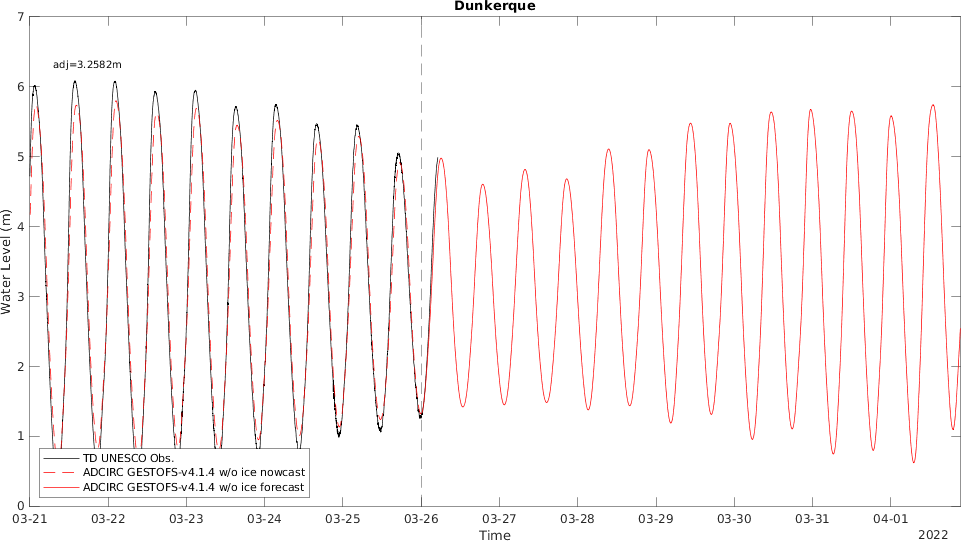 Dunkerque
7
adj=3.2582m
6
5
4
3
2
1
0
Water Level (m)
TD UNESCO Obs.
ADCIRC GESTOFS-v4.1.4 w/o ice nowcast
ADCIRC GESTOFS-v4.1.4 w/o ice forecast
03-21 03-22 03-23 03-24 03-25 03-26 03-27 03-28 03-29 03-30 03-31 04-01
Time
2022